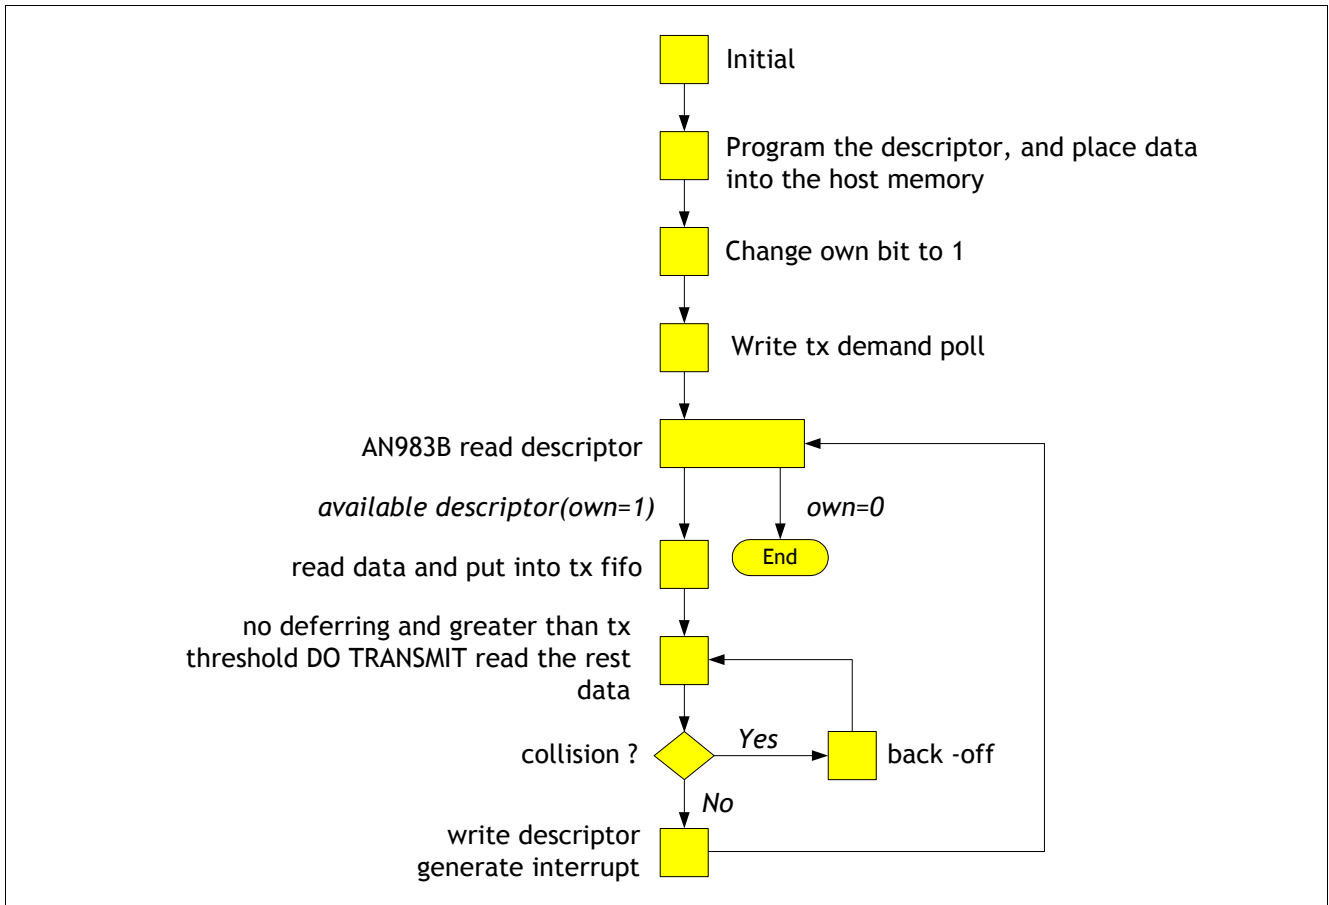 Initial
Program the descriptor, and place data
into the host memory
Change own bit to 1
Write tx demand poll
AN983B read descriptor
available descriptor(own=1)
own=0
End
read data and put into tx fifo
no deferring and greater than tx
threshold DO TRANSMIT read the rest
data
collision ?
Yes
back -off
No
write descriptor
generate interrupt